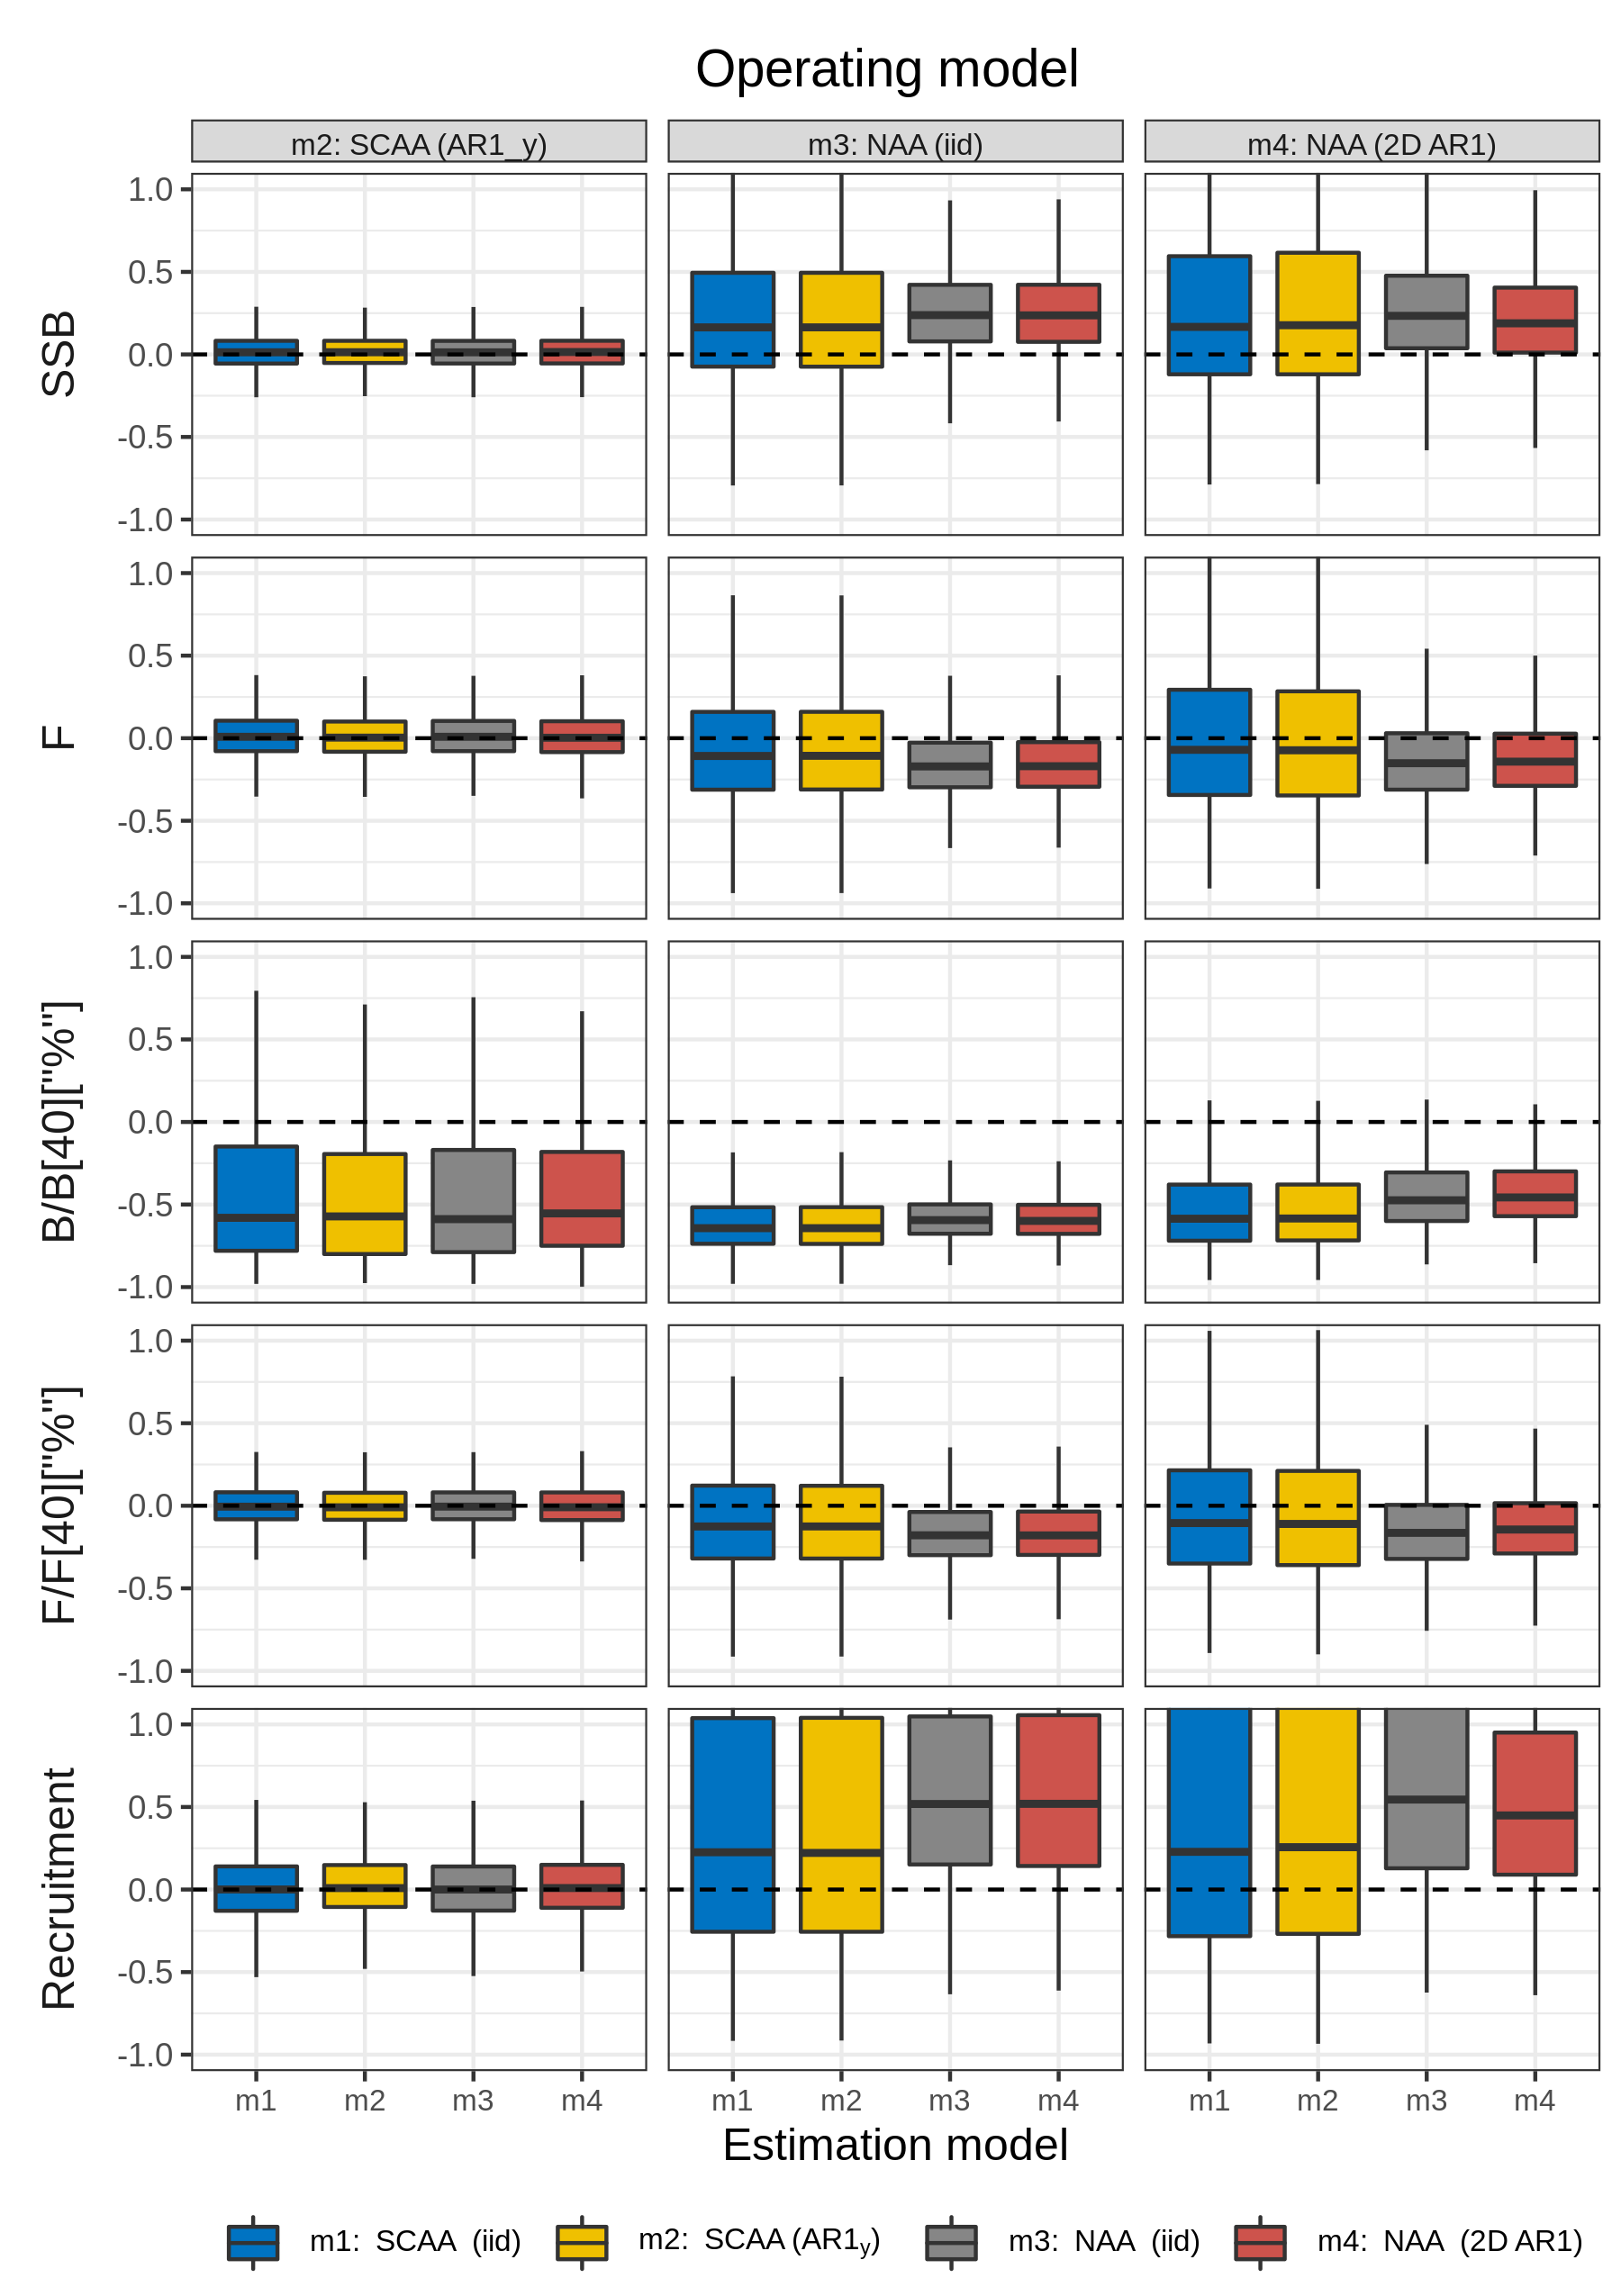 Operating model
m2: SCAA (AR1_y)
m3: NAA (iid)
m4: NAA (2D AR1)
SSB
1.0
0.5
0.0
-0.5
-1.0
F
1.0
0.5
0.0
-0.5
-1.0
B/B[40]["%"]
1.0
0.5
0.0
-0.5
-1.0
F/F[40]["%"]
1.0
0.5
0.0
-0.5
-1.0
Recruitment
1.0
0.5
0.0
-0.5
-1.0
m1 m2 m3 m4
m1 m2 m3 m4
m1 m2 m3 m4
Estimation model
m1: SCAA (iid)
m2: SCAA (AR1y)
m3: NAA (iid)
m4: NAA (2D AR1)